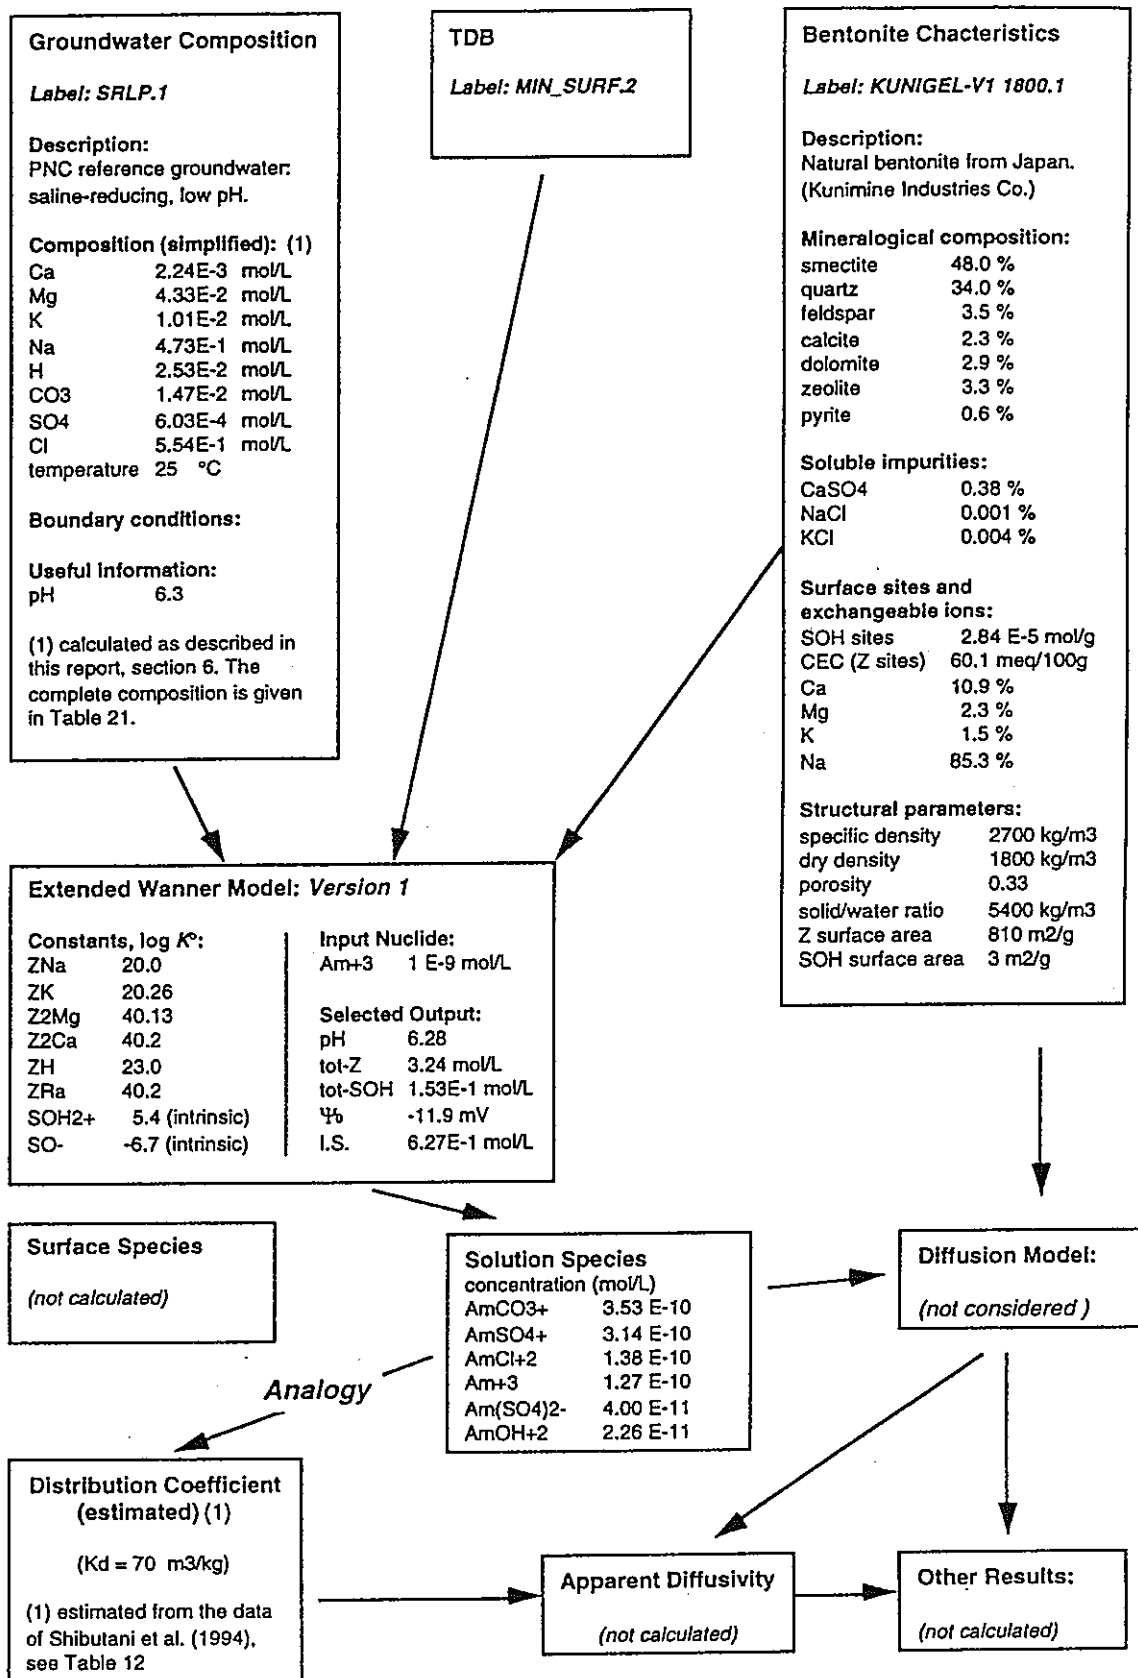 Groundwater Composition
Label: SRLP.1
Description:
PNC reference groundwater:
saline-reducing, low pH.
Composition (simplified): (1)
Ca 2.24E-3 mol/L
Mg 4.33E-2 mol/L
K 1.01E-2 mol/L
Na 4.73E-1 mol/L
H 2.53E-2 mol/L
CO3 1.47E-2 mol/L
SO4 6.03E-4 mol/L
Cl 5.54E-1 mol/L
temperature 25 °C
Boundary conditions:
Useful Information:
pH 6.3
(1) calculated as described in
this report, section 6. The
complete composition is given
in Table 21.
TDB
Label: MIN_SURF.2
Bentonite Chacteristics
Label: KUNIGEL-V1 1800.1
Description:
Natural bentonite from Japan.
(Kunimine Industries Co.)
Mineralogical composition:
smectite 48.0 %
quartz 34.0 %
feldspar 3.5 %
calcite 2.3 %
dolomite 2.9 %
zeolite 3.3 %
pyrite 0.6 %
Soluble impurities:
CaSO4 0.38 %
NaCl 0.001 %
KCl 0.004 %
Surface sites and
exchangeable ions:
SOH sites 2.84 E-5 mol/g
CEC (Z sites) 60.1 meq/100g
Ca 10.9 %
Mg 2.3 %
K 1.5 %
Na 85.3 %
Structural parameters:
specific density 2700 kg/m3
dry density 1800 kg/m3
porosity 0.33
solid/water ratio 5400 kg/m3
Z surface area 810 m2/g
SOH surface area 3 m2/g
Extended Wanner Model: Version 1
Constants, log K°:
ZNa 20.0
ZK 20.26
Z2Mg 40.13
Z2Ca 40.2
ZH 23.0
ZRa 40.2
SOH2+ 5.4 (intrinsic)
SO- -6.7 (intrinsic)
Input Nuclide:
Am+3 1 E-9 mol/L
Selected Output:
pH 6.28
tot-Z 3.24 mol/L
tot-SOH 1.53E-1 mol/L
Ψo -11.9 mV
I.S. 6.27E-1 mol/L
Surface Species
(not calculated)
Solution Species
concentration (mol/L)
AmCO3+ 3.53 E-10
AmSO4+ 3.14 E-10
AmCl+2 1.38 E-10
Am+3 1.27 E-10
Am(SO4)2- 4.00 E-11
AmOH+2 2.26 E-11
Diffusion Model:
(not considered )
Analogy
Distribution Coefficient
(estimated) (1)
(Kd = 70 m3/kg)
(1) estimated from the data
of Shibutani et al. (1994),
see Table 12
Apparent Diffusivity
(not calculated)
Other Results:
(not calculated)